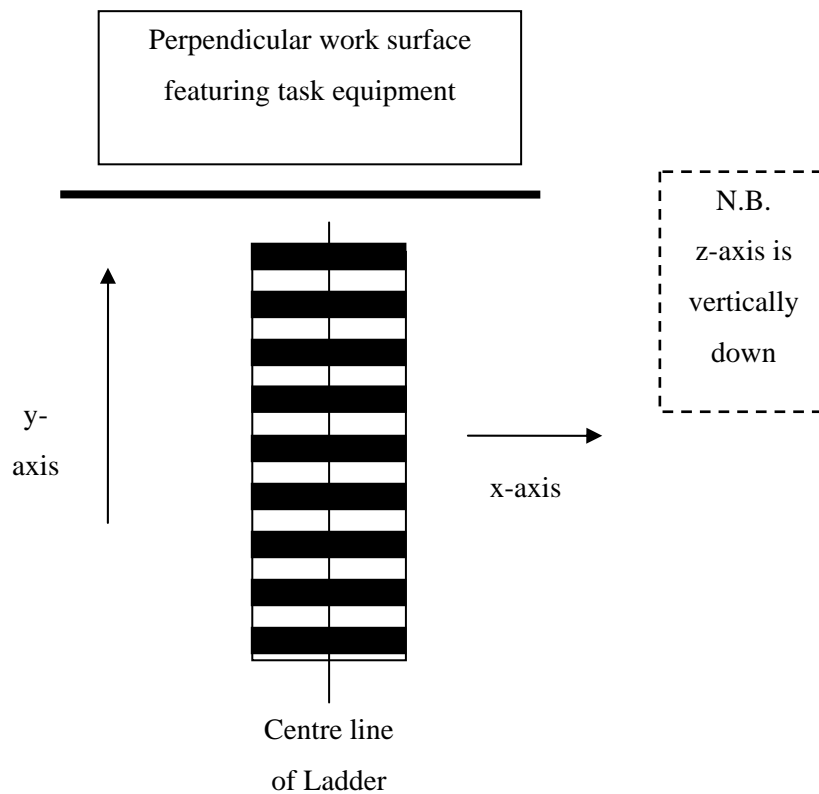 Perpendicular work surface
featuring task equipment
N.B.
z-axis is
vertically
down
y-
axis
x-axis
Centre line
of Ladder